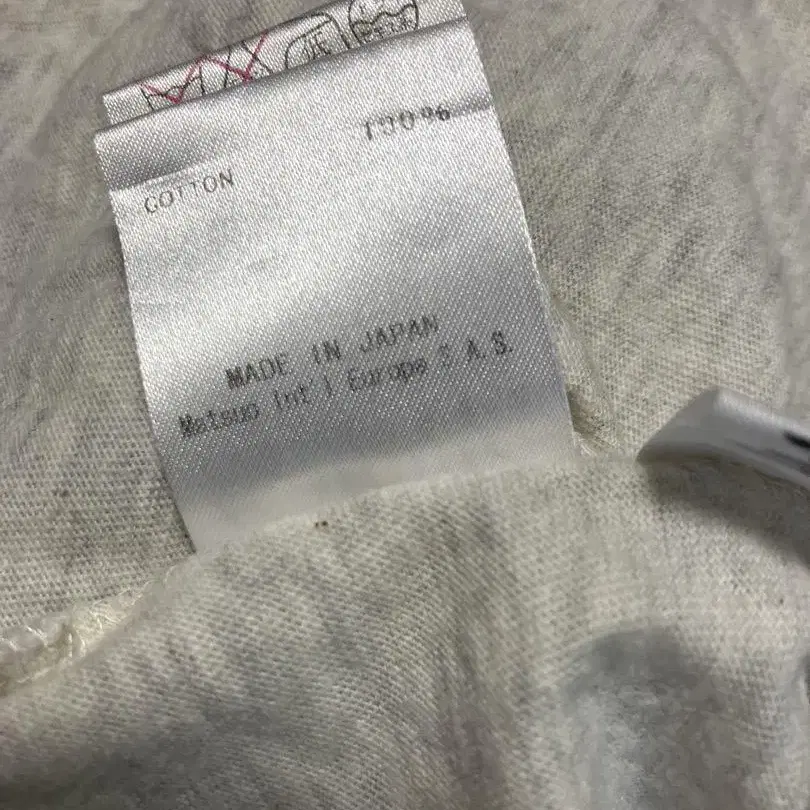 100%
COTTON
MADE IN JAPAN
Matsuo Int'l Europe S A.S.